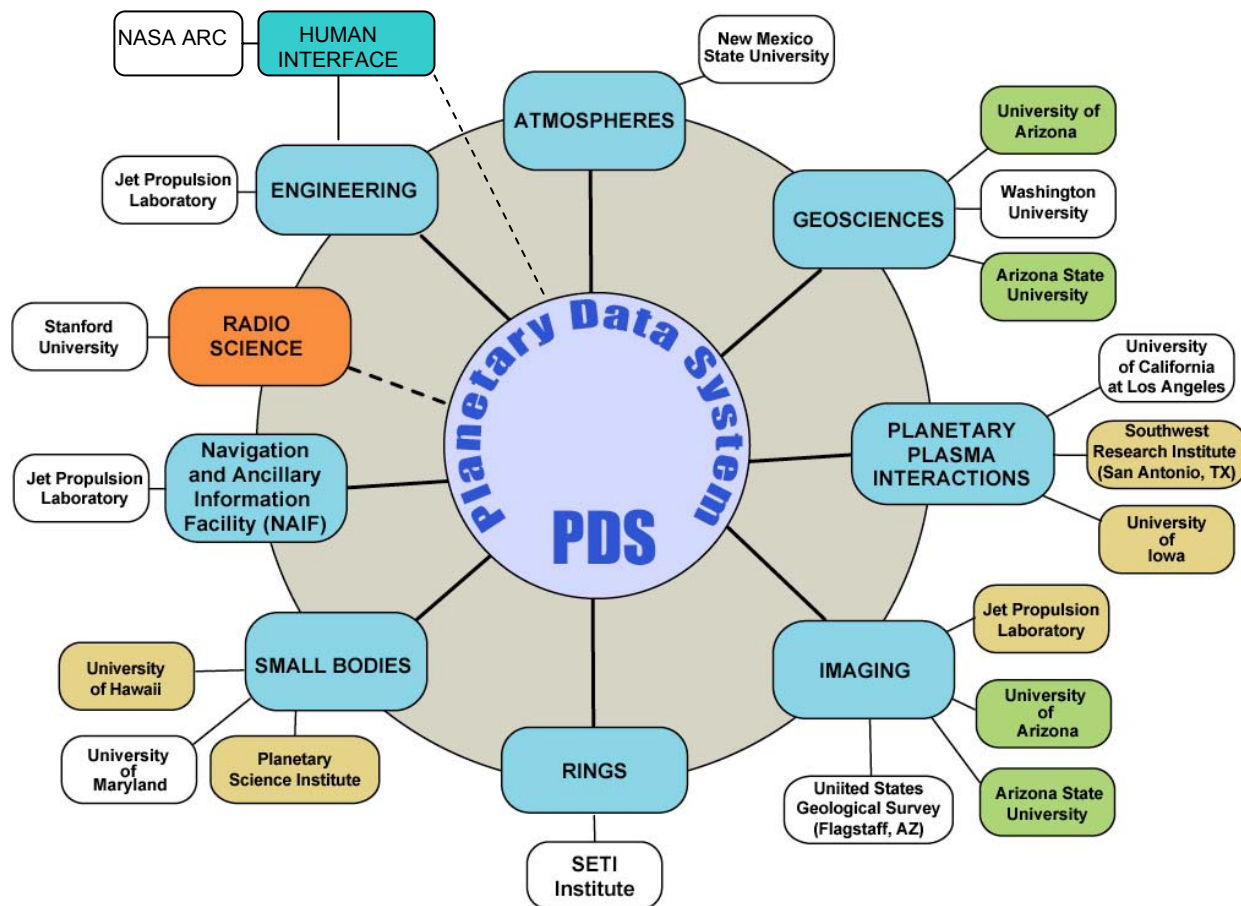 NASA ARC
HUMAN
INTERFACE
New Mexico
State University
ATMOSPHERES
University of
Arizona
Jet Propulsion
Laboratory
ENGINEERING
GEOSCIENCES
Washington
University
Arizona State
University
Stanford
University
RADIO
SCIENCE
Planetary Data System
PDS
University
of California
at Los Angeles
PLANETARY
PLASMA
INTERACTIONS
Southwest
Research Institute
(San Antonio, TX)
University
of
Iowa
Jet Propulsion
Laboratory
Navigation
and Ancillary
Information
Facility (NAIF)
Jet Propulsion
Laboratory
University
of Hawaii
SMALL BODIES
IMAGING
University
of
Arizona
University
of
Maryland
Planetary
Science Institute
RINGS
Uniited States
Geological Survey
(Flagstaff, AZ)
Arizona State
University
SETI
Institute